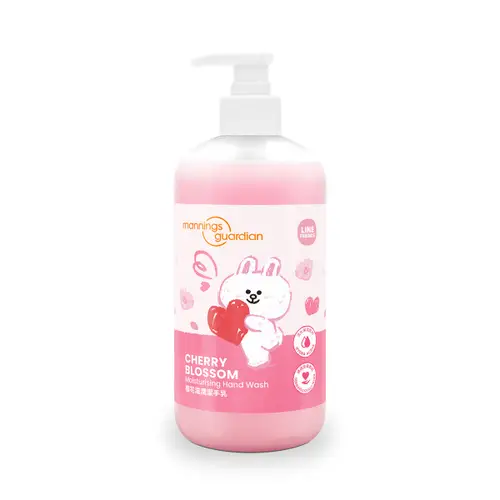 mannings
guardian
LINE
FRIENDS
CHERRY
BLOSSOM
Moisturising Hand Wash
櫻花滋潤潔手乳